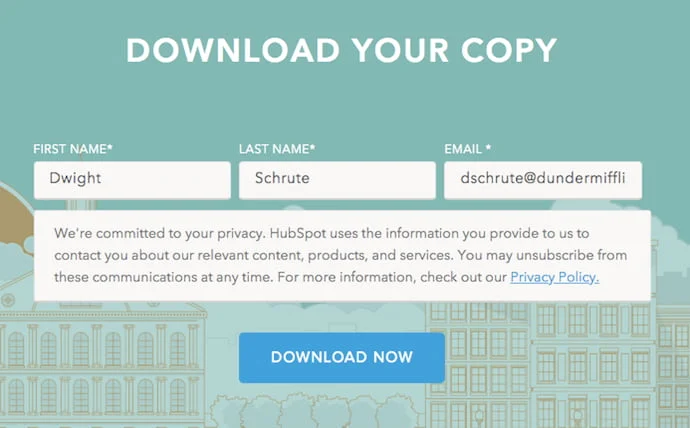 DOWNLOAD YOUR COPY
FIRST NAME* LAST NAME* EMAIL *
Dwight Schrute dschrute@dundermiffli
We're committed to your privacy. HubSpot uses the information you provide to us to
contact you about our relevant content, products, and services. You may unsubscribe from
these communications at any time. For more information, check out our Privacy Policy.
DOWNLOAD NOW